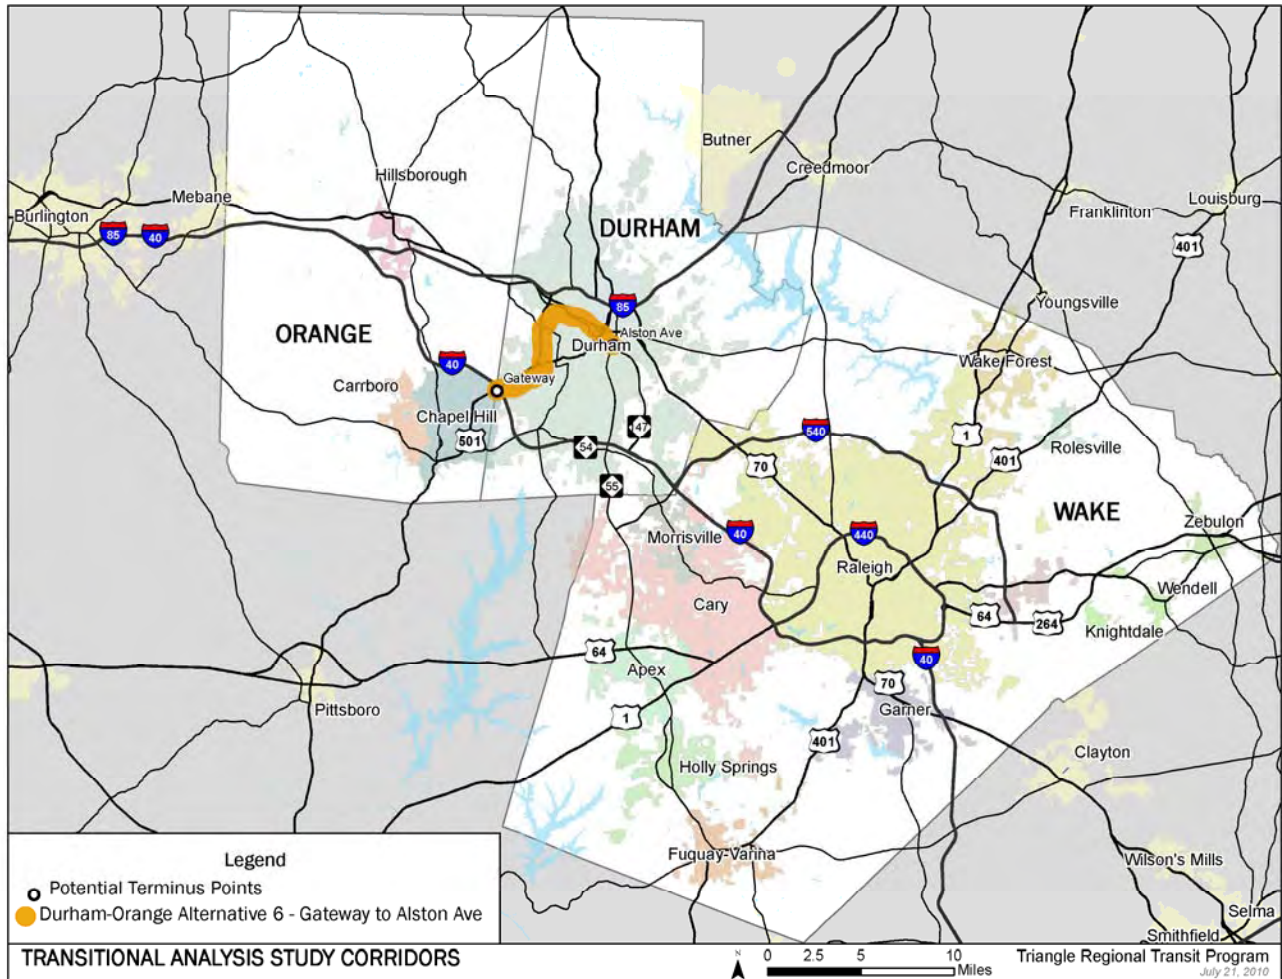 Butner
Creedmoor
Hillsborough
Mebane
Burlington
Louisburg
Franklinton
85
40
DURHAM
401
Youngsville
85
ORANGE
Alston Ave
Durham
Wake Forest
40
Gateway
Carrboro
Chapel Hill
501
147
54
540
1
401
Rolesville
70
55
WAKE
Zebulon
Morrisville
40
440
Raleigh
Wendell
Cary
64
264
Knightdale
64
40
Apex
70
Pittsboro
1
Garner
401
Clayton
Holly Springs
Fuquay-Varina
Wilson's Mills
Selma
Smithfield
Legend
Potential Terminus Points
Durham-Orange Alternative 6 - Gateway to Alston Ave
TRANSITIONAL ANALYSIS STUDY CORRIDORS
N
0 2.5 5 10
Miles
Triangle Regional Transit Program
July 21, 2010